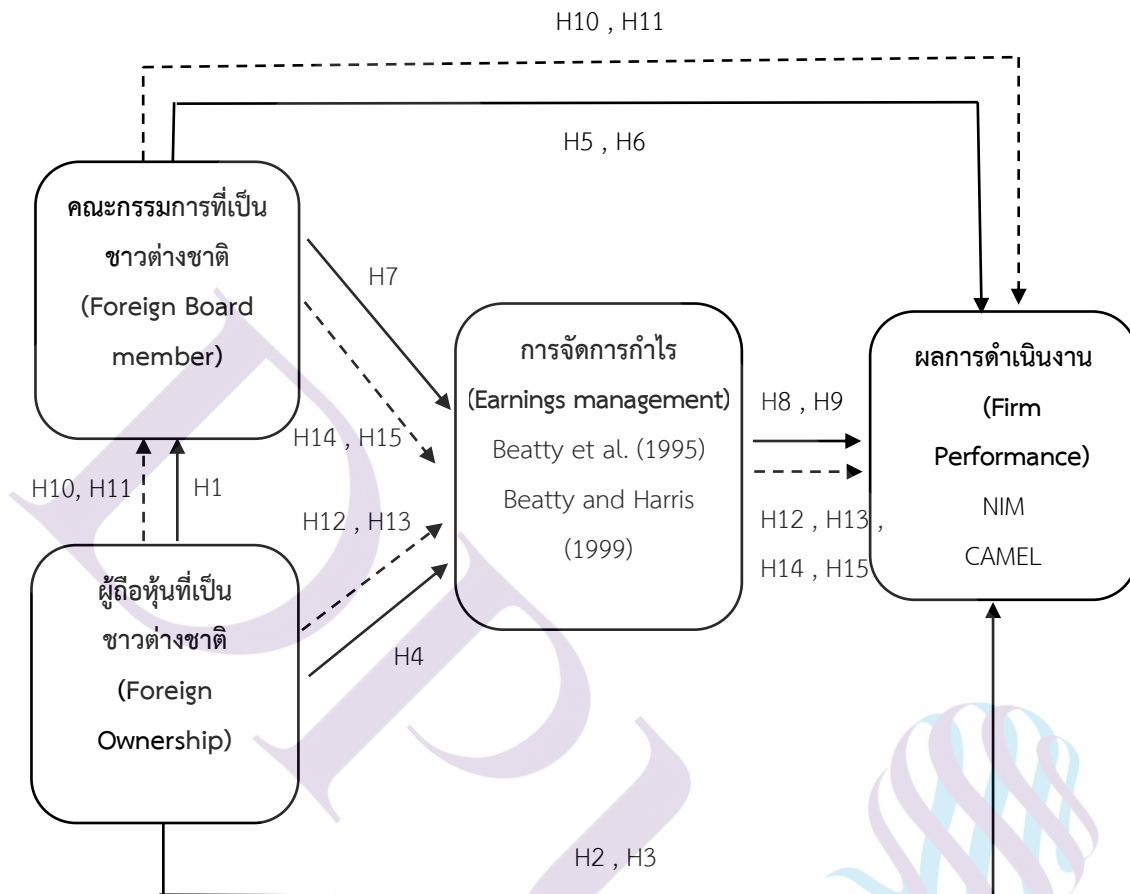 H10 , H11
H5 , H6
คณะกรรมการที่เป็น
ชาวต่างชาติ
(Foreign Board
member)
H7
การจัดการกำไร
(Earnings management)
Beatty et al. (1995)
Beatty and Harris
(1999)
ผลการดำเนินงาน
(Firm
Performance)
NIM
CAMEL
H8 , H9
H14 , H15
H10, H11
H1
H12 , H13
H12 , H13 ,
H14 , H15
ผู้ถือหุ้นที่เป็น
ชาวต่างชาติ
(Foreign
Ownership)
H4
H2 , H3